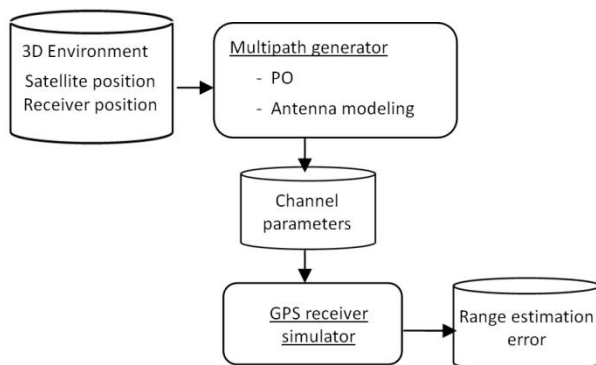 3D Environment
Satellite position
Receiver position
Multipath generator
- PO
- Antenna modeling
Channel
parameters
GPS receiver
simulator
Range estimation
error